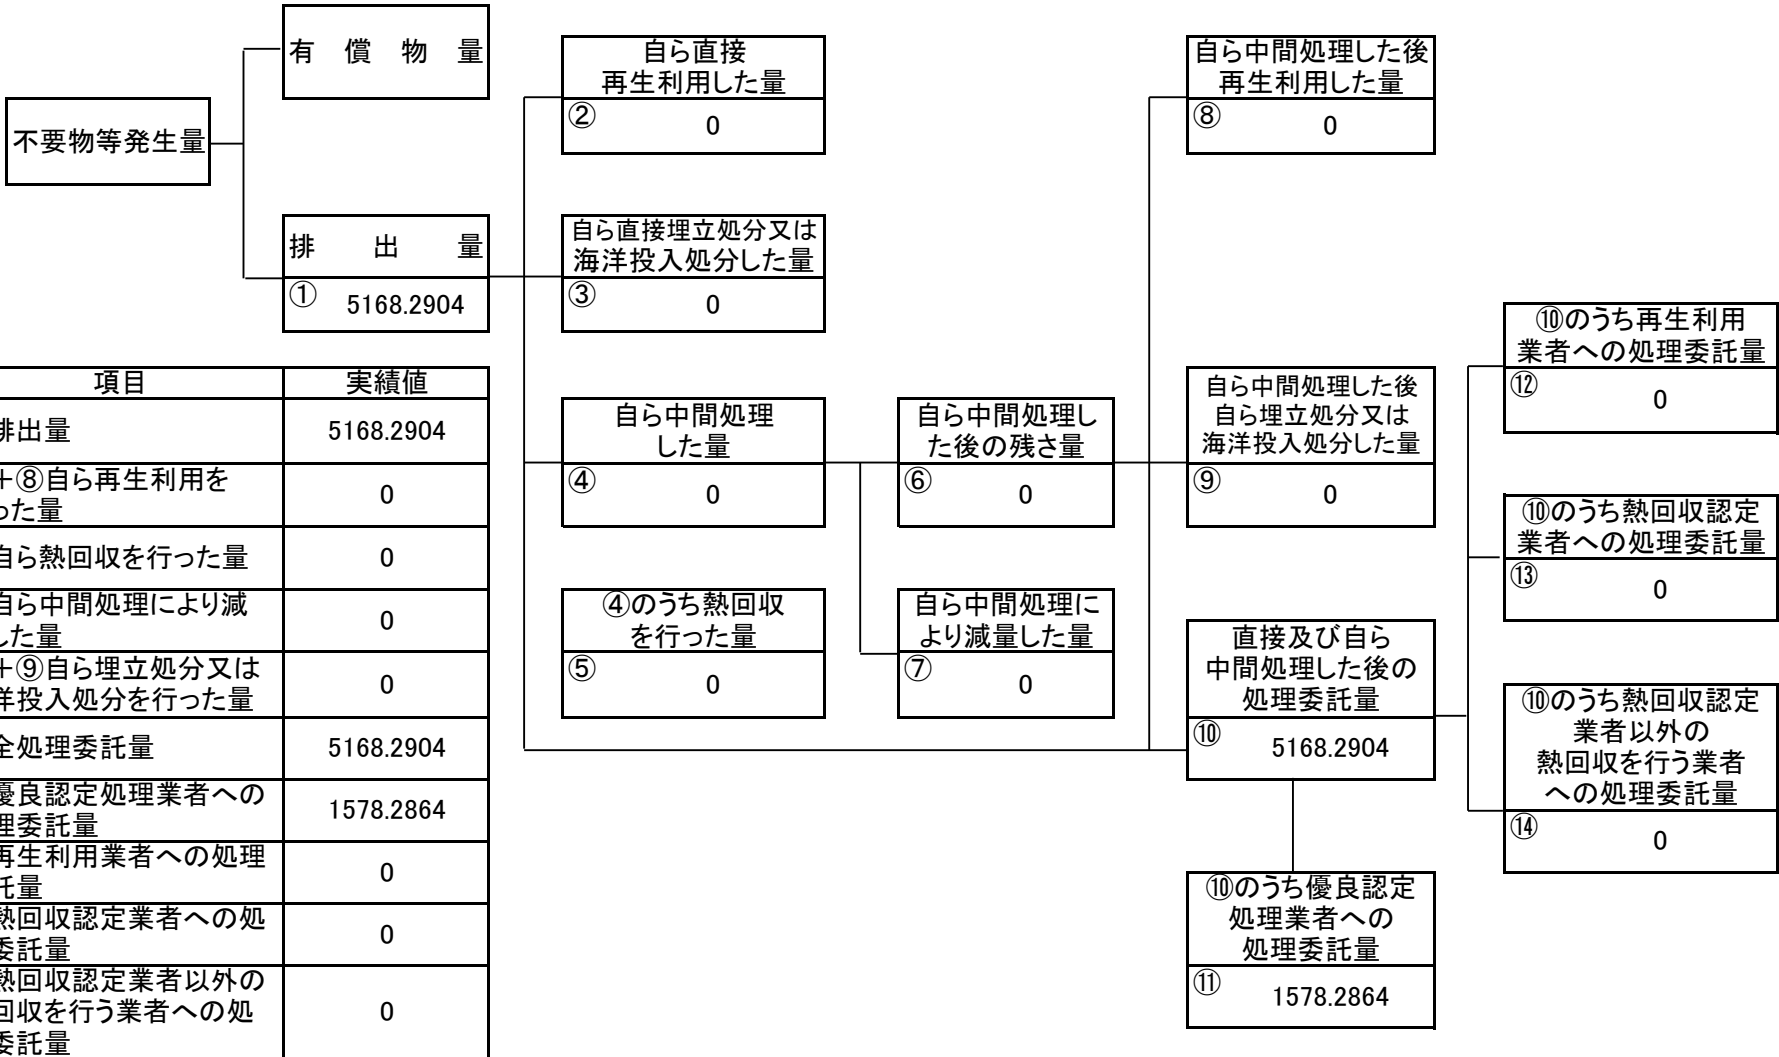 有償物量
不要物等発生量
排出量
① 5168.2904
自ら直接
再生利用した量
② 0
自ら直接埋立処分又は
海洋投入処分した量
③ 0
自ら中間処理
した量
④ 0
④のうち熱回収
を行った量
⑤ 0
自ら中間処理し
た後の残さ量
⑥ 0
自ら中間処理に
より減量した量
⑦ 0
自ら中間処理した後
再生利用した量
⑧ 0
自ら中間処理した後
自ら埋立処分又は
海洋投入処分した量
⑨ 0
直接及び自ら
中間処理した後の
処理委託量
⑩ 5168.2904
⑩のうち優良認定
処理業者への
処理委託量
⑪ 1578.2864
⑩のうち再生利用
業者への処理委託量
⑫ 0
⑩のうち熱回収認定
業者への処理委託量
⑬ 0
⑩のうち熱回収認定
業者以外の
熱回収を行う業者
への処理委託量
⑭ 0
項目 実績値
排出量 5168.2904
+⑧自ら再生利用を
った量
0
自ら熱回収を行った量 0
自ら中間処理により減
した量
0
+⑨自ら埋立処分又は
洋投入処分を行った量
0
全処理委託量 5168.2904
優良認定処理業者への
理委託量
1578.2864
再生利用業者への処理
託量
0
熱回収認定業者への処
委託量
0
熱回収認定業者以外の
回収を行う業者への処
委託量
0